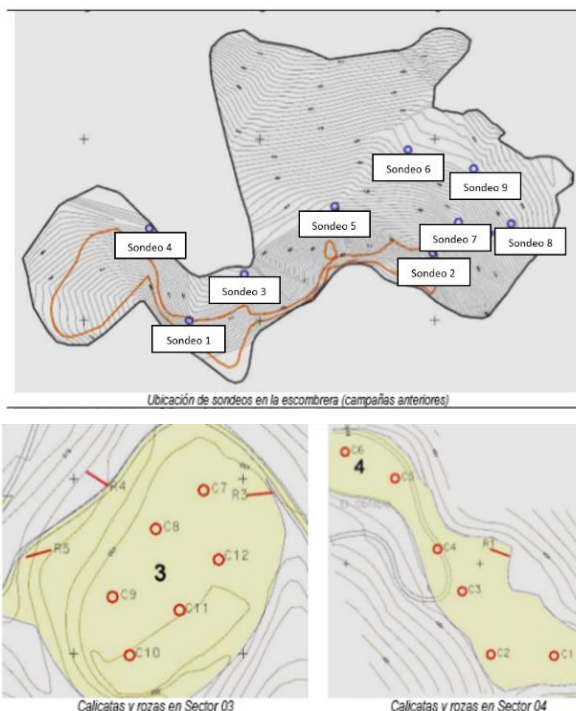 Sondeo 6
Sondeo 9
Sondeo 5
Sondeo 4
Sondeo 7
Sondeo 8
Sondeo 2
Sondeo 3
Sondeo 1
Ubicación de sondeos en la escombrera (campañas anteriores)
R4
C7
R3
C8
R5
3
C12
C9
C11
C10
Calicatas y rozas en Sector 03
C6
4
C5
C4
R1
C3
C2
C1
Calicatas y rozas en Sector 04